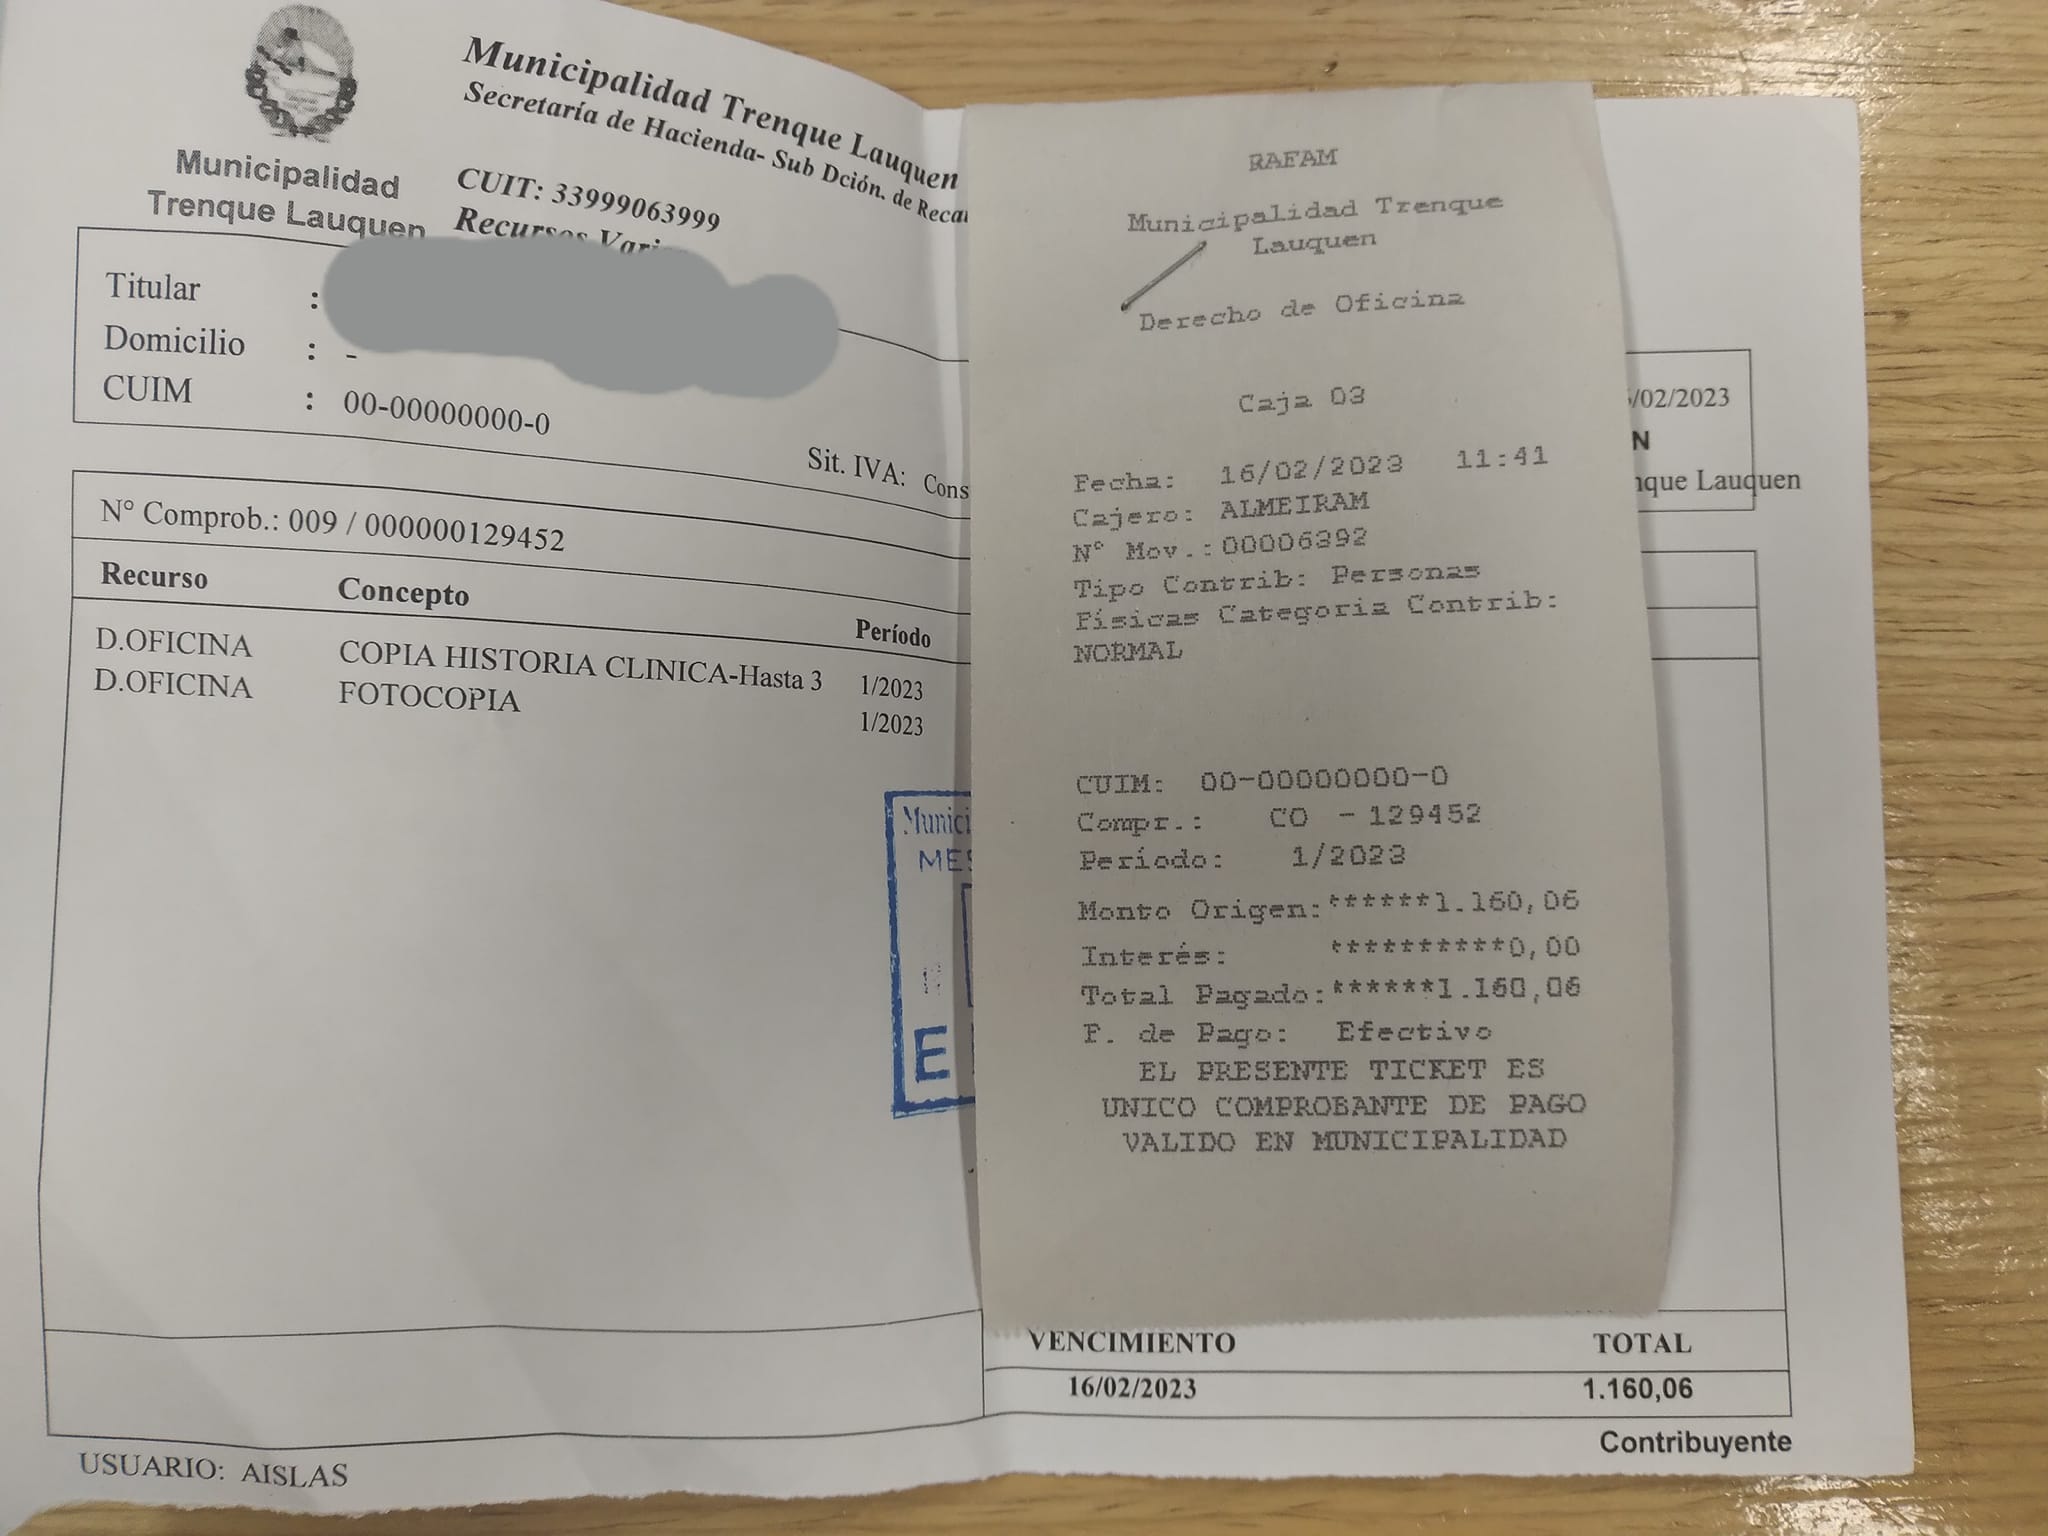 Municipalidad
Trenque Lauquen
Municipalidad Trenque Lauquen
Secretaría de Hacienda- Sub Dción. de
CUIT: 33999063999
Recursos
Titular :
Domicilio : -
CUIM : 00-00000000-0
Sit. IVA:
N° Comprob.: 009 / 000000129452
Recurso Concepto Período
D.OFICINA COPIA HISTORIA CLINICA-Hasta 3 1/2023
D.OFICINA FOTOCOPIA 1/2023
E
/02/2023
N
Lauquen
VENCIMIENTO TOTAL
16/02/2023 1.160,06
Contribuyente
USUARIO: AISLAS
RAFAM
Municipalidad Trenque
Lauquen
Derecho de Oficina
Caja 03
Fecha: 16/02/2023 11:41
Cajero: ALMEIRAM
N° Mov.:00006392
Tipo Contrib: Personas
Físicas Categoria Contrib:
NORMAL
CUIM: 00-00000000-0
Compr.: CO - 129452
Período: 1/2023
Monto Origen:******1.160,06
Interés: **********0,00
Total Pagado:******1.160,06
F. de Pago: Efectivo
EL PRESENTE TICKET ES
UNICO COMPROBANTE DE PAGO
VALIDO EN MUNICIPALIDAD